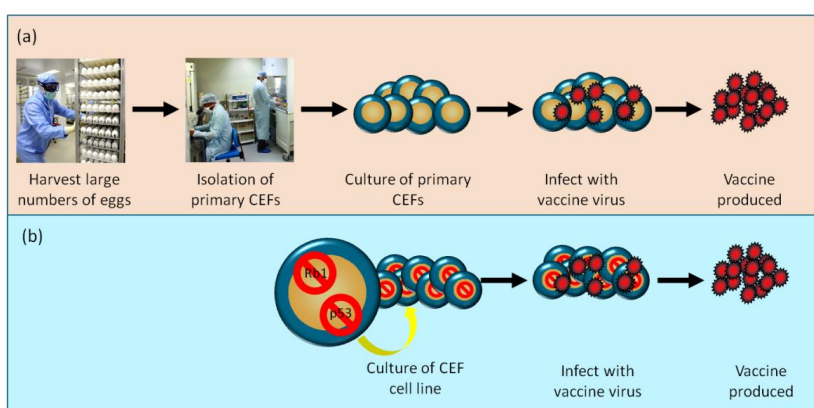 (a)
Harvest large
numbers of eggs
Isolation of
primary CEFs
Culture of primary
CEFs
Infect with
vaccine virus
Vaccine
produced
(b)
Rb1
p53
Culture of CEF
cell line
Infect with
vaccine virus
Vaccine
produced